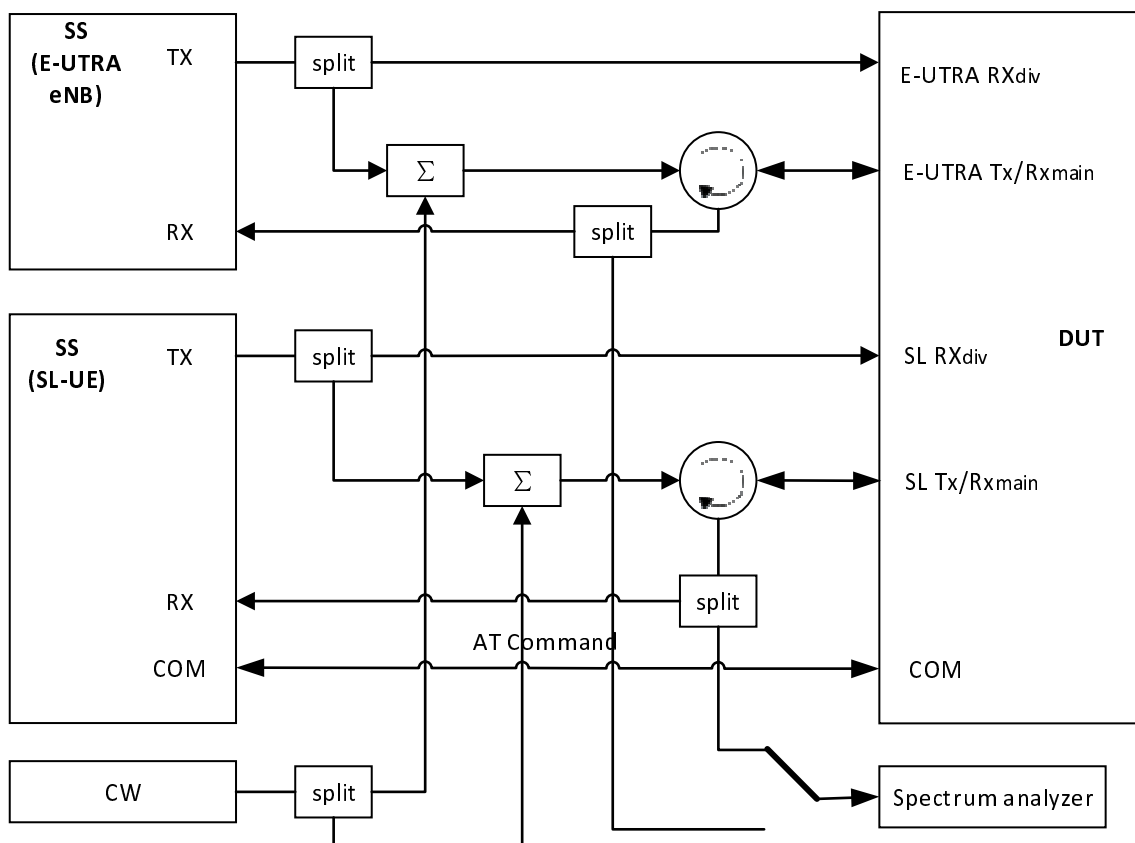 SS
(E-UTRA
eNB)
TX
split
E-UTRA RXdiv
Σ
E-UTRA Tx/Rxmain
RX
split
SS
(SL-UE)
TX
split
SL RXdiv
DUT
Σ
SL Tx/Rxmain
RX
split
AT Command
COM
COM
CW
split
Spectrum analyzer